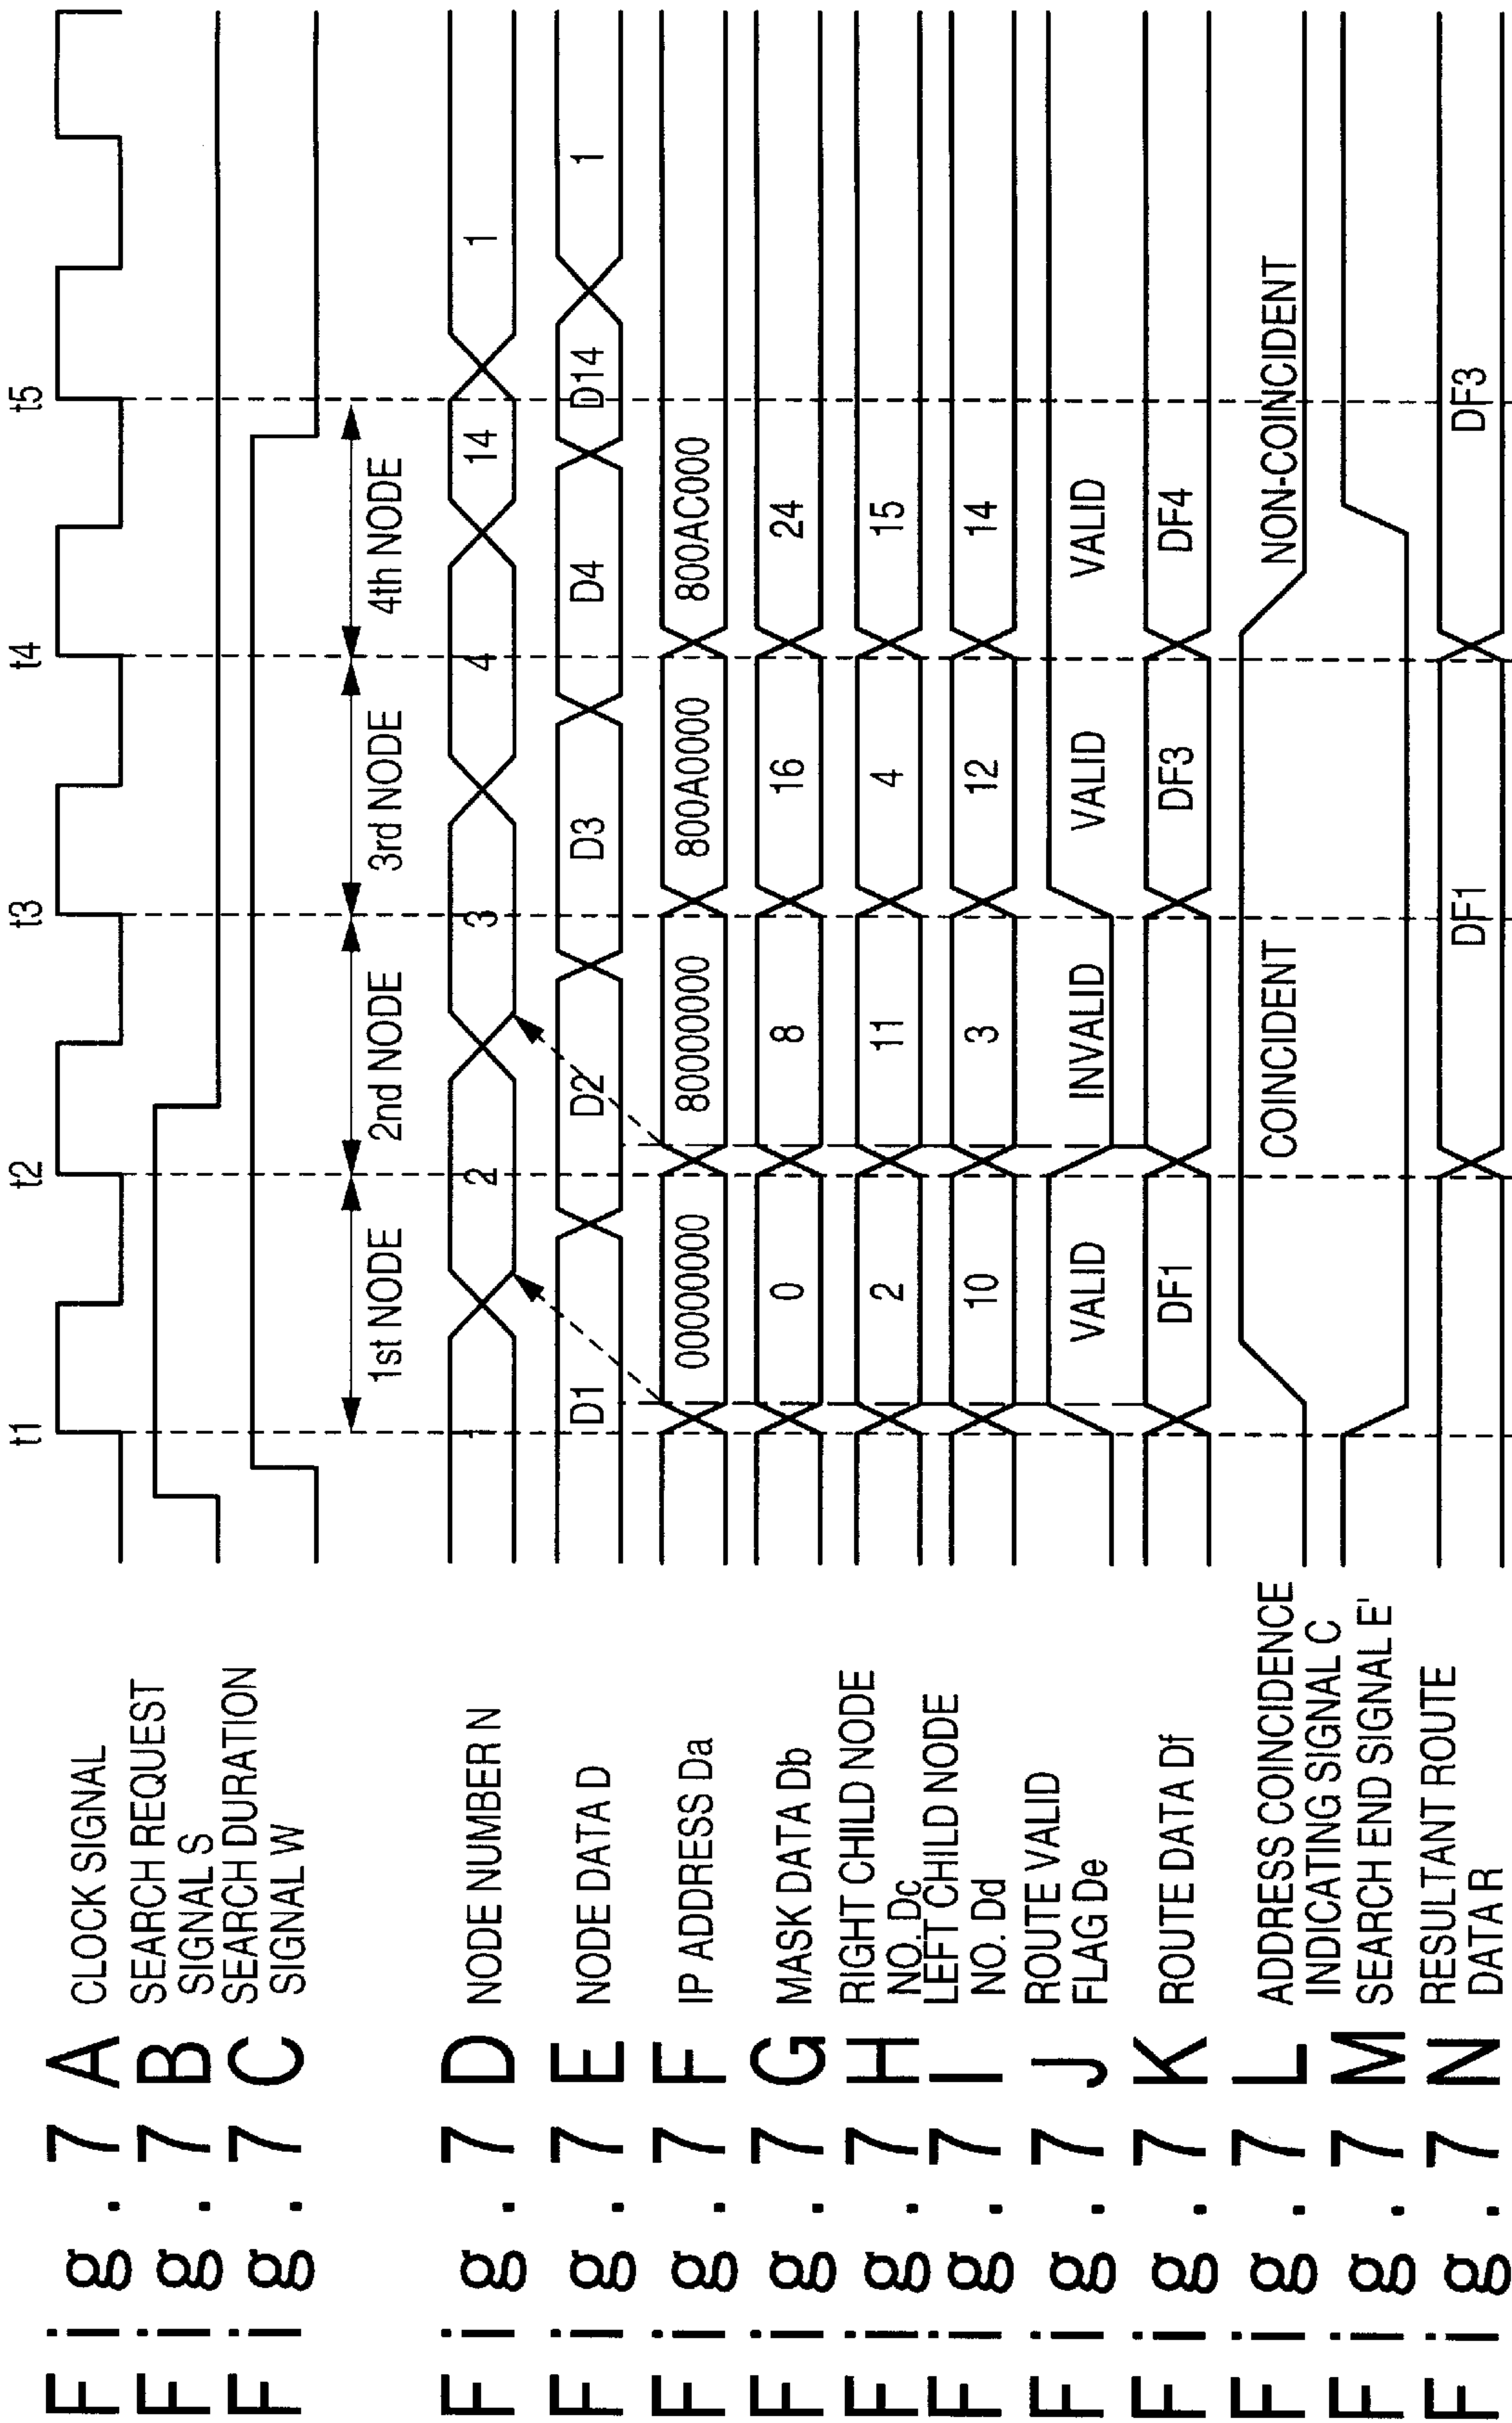 t1 t2 t3 t4 t5
Fig. 7A CLOCK SIGNAL
Fig. 7B SEARCH REQUEST
SIGNAL S
Fig. 7C SEARCH DURATION
SIGNAL W
1st NODE 2nd NODE 3rd NODE 4th NODE
Fig. 7D NODE NUMBER N 1 2 3 4 14 1
Fig. 7E NODE DATA D D1 D2 D3 D4 D14 1
Fig. 7F IP ADDRESS Da 00000000 80000000 800A0000 800AC000
Fig. 7G MASK DATA Db 0 8 16 24
Fig. 7H RIGHT CHILD NODE
NO. Dc 2 11 4 15
Fig. 7I LEFT CHILD NODE
NO. Dd 10 3 12 14
Fig. 7J ROUTE VALID
FLAG De VALID INVALID VALID VALID
Fig. 7K ROUTE DATA Df DF1 DF3 DF4
Fig. 7L ADDRESS COINCIDENCE
INDICATING SIGNAL C COINCIDENT NON-COINCIDENT
Fig. 7M SEARCH END SIGNAL E'
Fig. 7N RESULTANT ROUTE
DATA R DF1 DF3